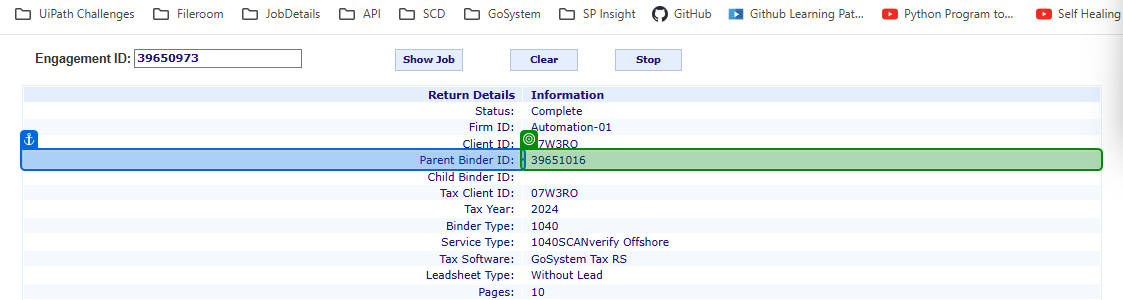 UiPath Challenges Fileroom JobDetails API SCD GoSystem SP Insight GitHub Github Learning Pat... Python Program to... Self Healing
Engagement ID: 39650973 Show Job Clear Stop
Return Details Information
Status: Complete
Firm ID: Automation-01
Client ID: 07W3RO
Parent Binder ID: 39651016
Child Binder ID:
Tax Client ID: 07W3RO
Tax Year: 2024
Binder Type: 1040
Service Type: 1040SCANverify Offshore
Tax Software: GoSystem Tax RS
Leadsheet Type: Without Lead
Pages: 10